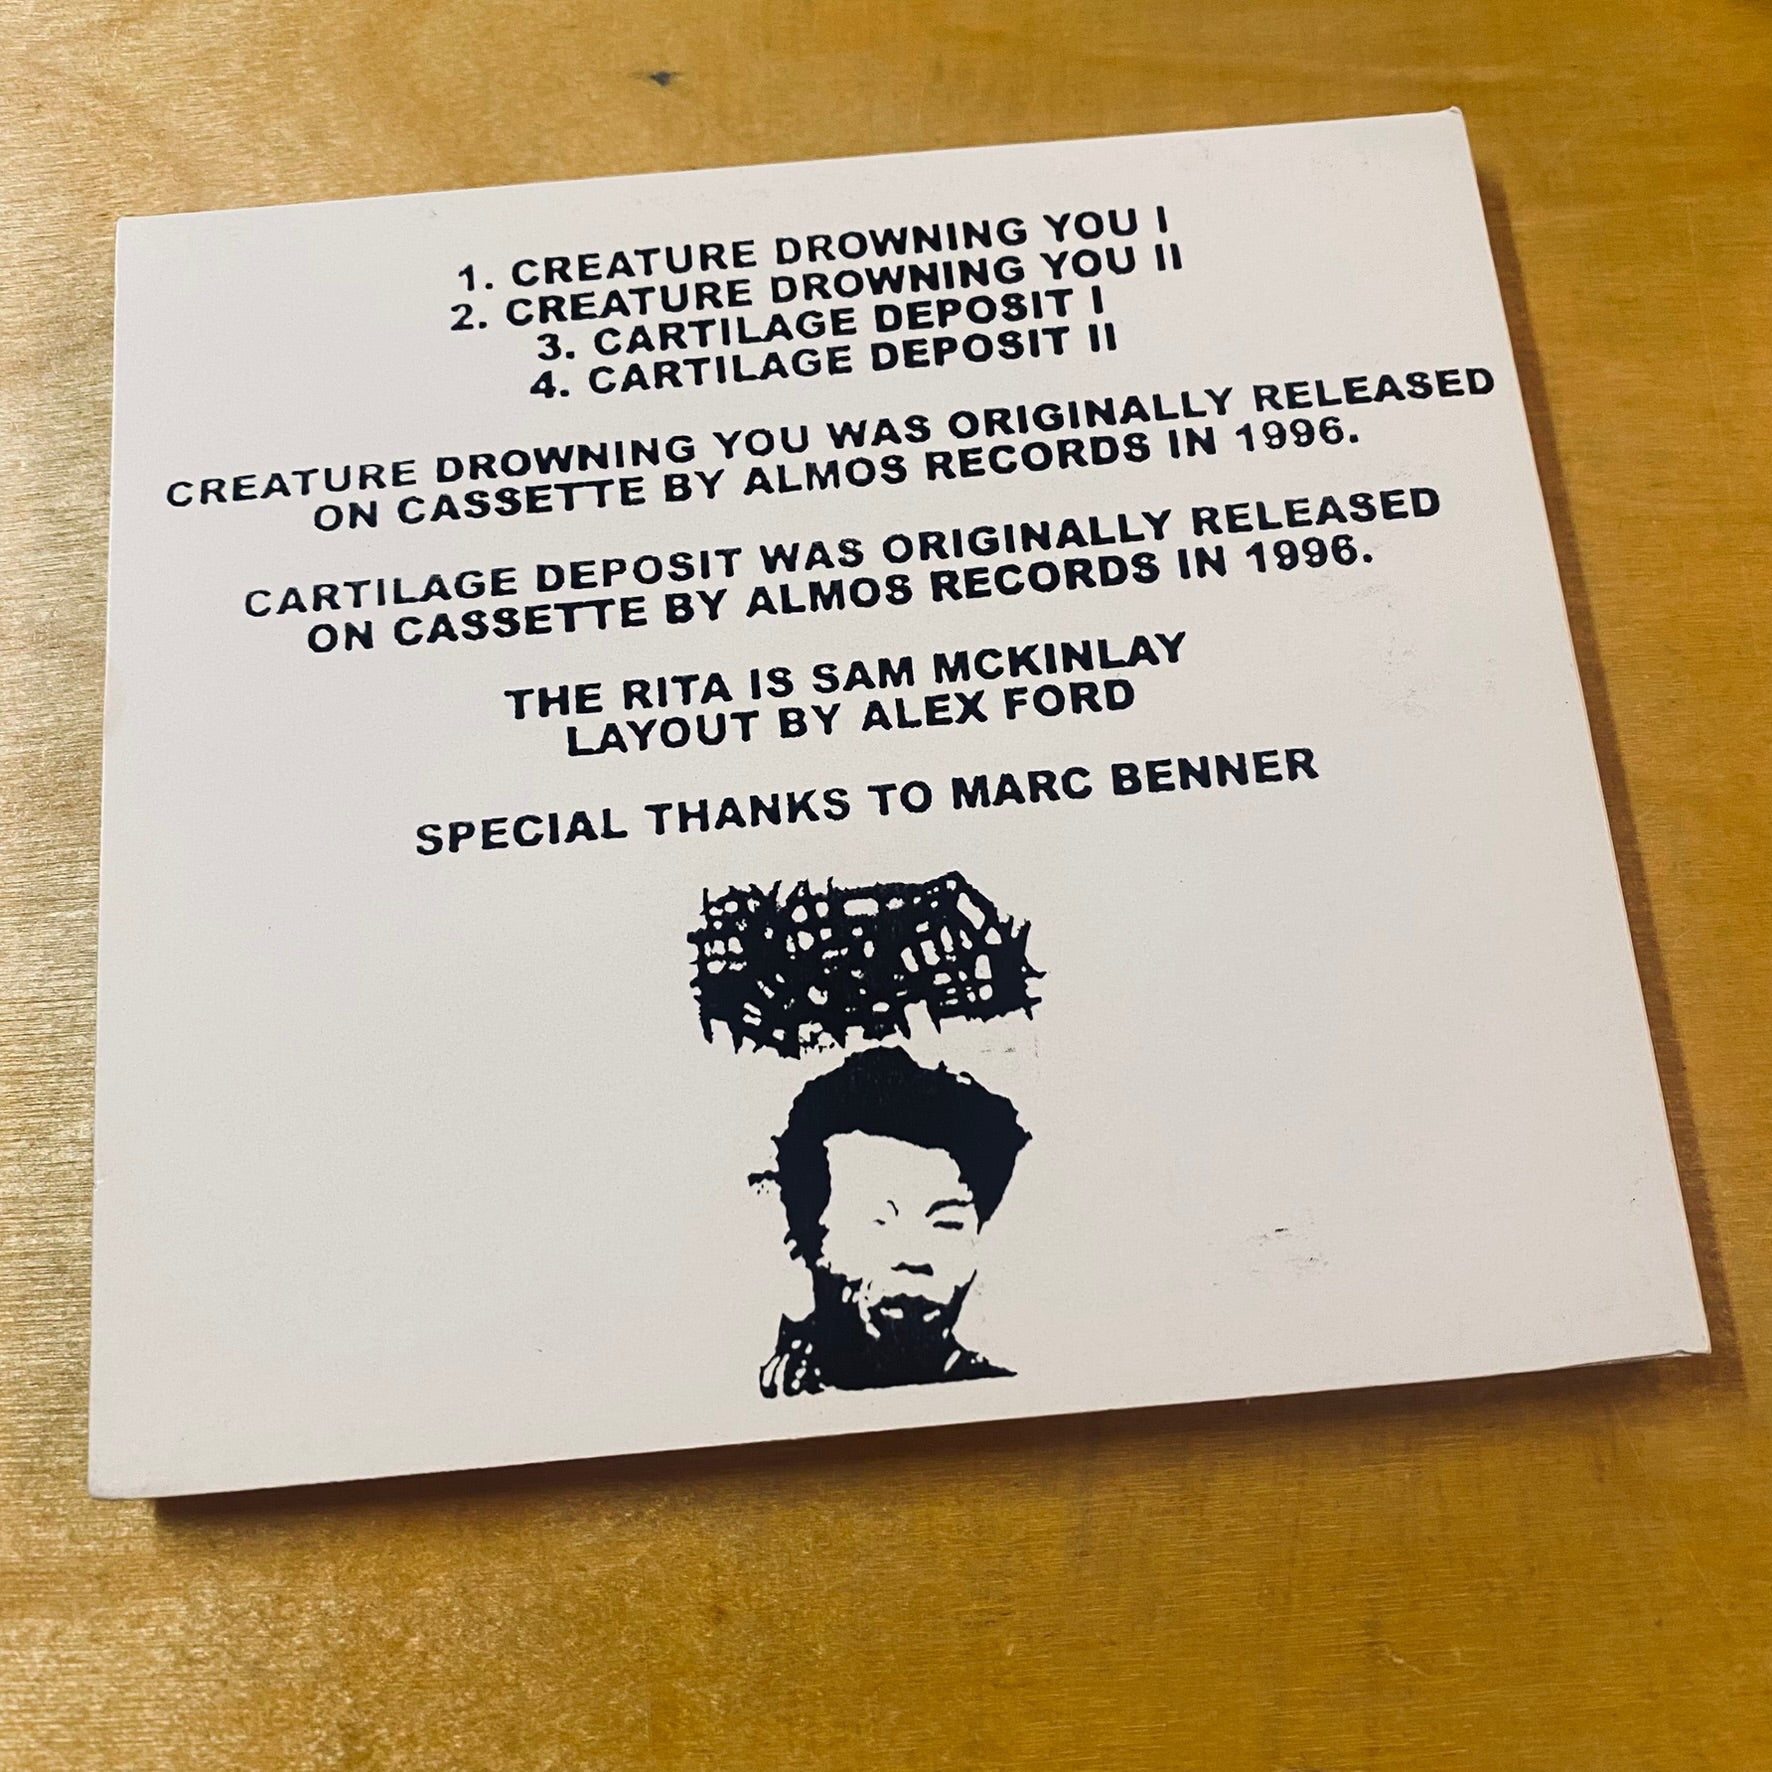 1. CREATURE DROWNING YOU I
2. CREATURE DROWNING YOU II
3. CARTILAGE DEPOSIT I
4. CARTILAGE DEPOSIT II
CREATURE DROWNING YOU WAS ORIGINALLY RELEASED
ON CASSETTE BY ALMOS RECORDS IN 1996.
CARTILAGE DEPOSIT WAS ORIGINALLY RELEASED
ON CASSETTE BY ALMOS RECORDS IN 1996.
THE RITA IS SAM MCKINLAY
LAYOUT BY ALEX FORD
SPECIAL THANKS TO MARC BENNER